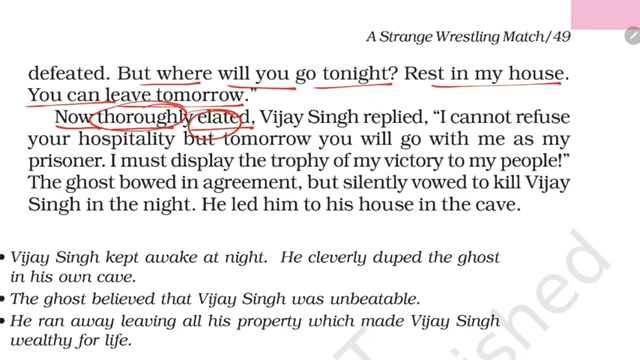 A Strange Wrestling Match/49
defeated. But where will you go tonight? Rest in my house.
You can leave tomorrow.”
Now thoroughly elated, Vijay Singh replied, “I cannot refuse
your hospitality but tomorrow you will go with me as my
prisoner. I must display the trophy of my victory to my people!”
The ghost bowed in agreement, but silently vowed to kill Vijay
Singh in the night. He led him to his house in the cave.
• Vijay Singh kept awake at night. He cleverly duped the ghost
in his own cave.
• The ghost believed that Vijay Singh was unbeatable.
• He ran away leaving all his property which made Vijay Singh
wealthy for life.